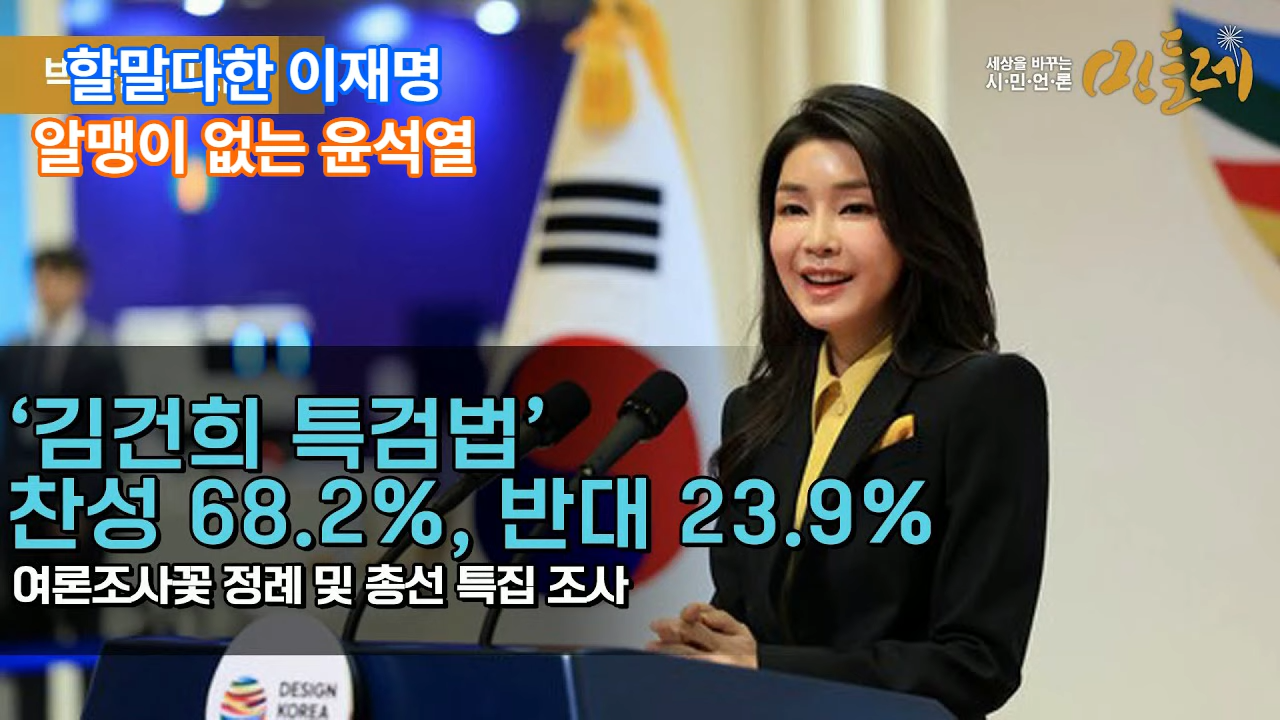 할말다한 이재명
알맹이 없는 윤석열
세상을 바꾸는
시·민·언·론
민들레
‘김건희 특검법’
찬성 68.2%, 반대 23.9%
여론조사꽃 정례 및 총선 특집 조사
DESIGN
KOREA